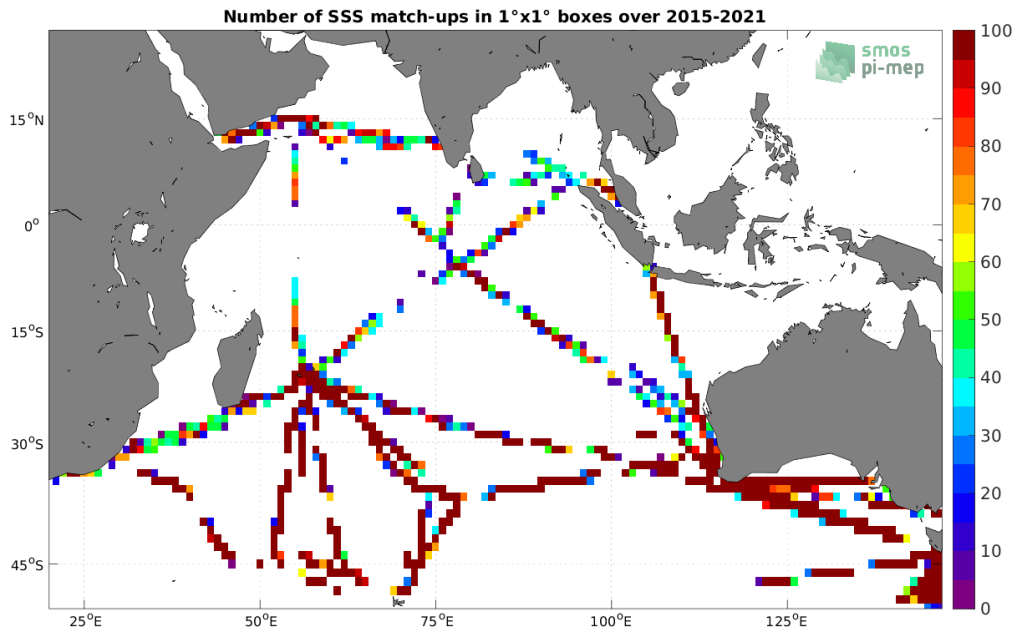 Number of SSS match-ups in 1°x1° boxes over 2015-2021
smos
pi-mep
15°N
0°
15°S
30°S
45°S
25°E
50°E
75°E
100°E
125°E
100
90
80
70
60
50
40
30
20
10
0